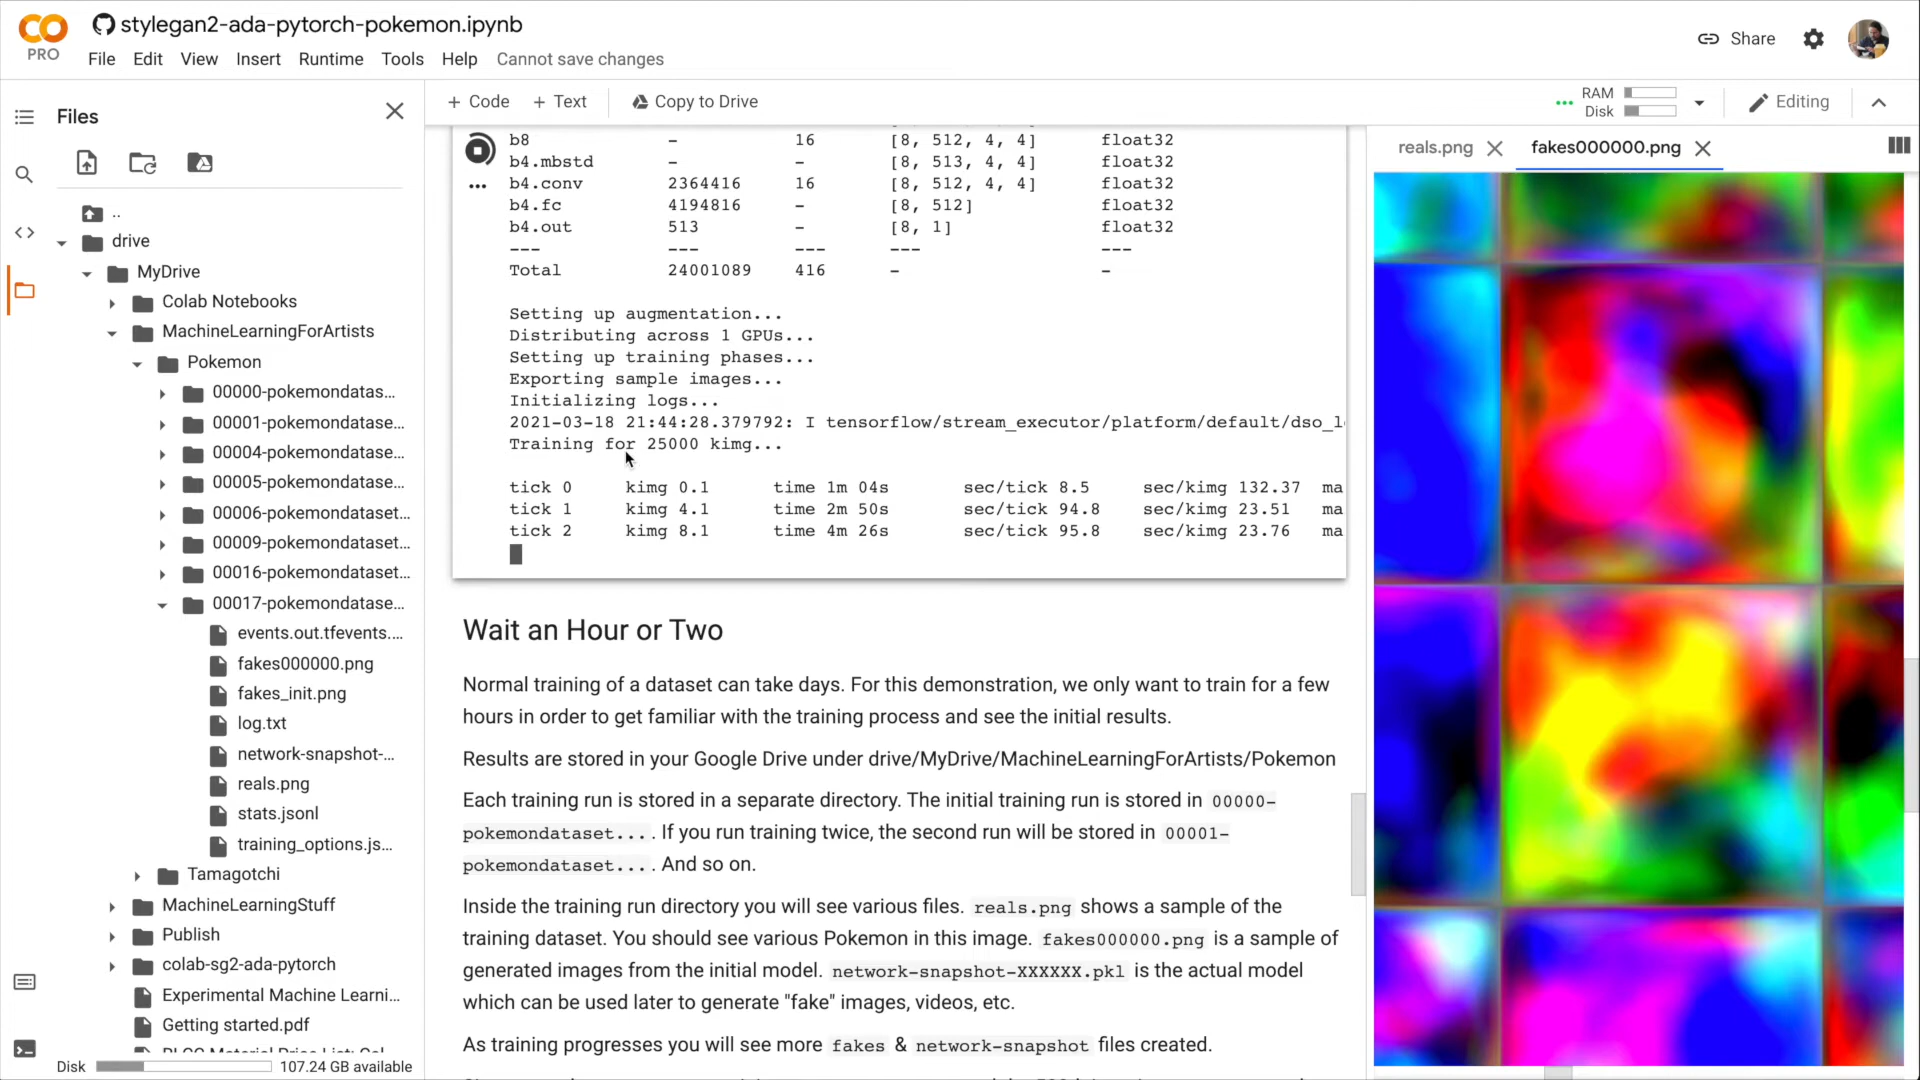 stylegan2-ada-pytorch-pokemon.ipynb
PRO
File Edit View Insert Runtime Tools Help Cannot save changes
Share
Files
+ Code + Text Copy to Drive
RAM
Disk
Editing
..
drive
MyDrive
Colab Notebooks
MachineLearningForArtists
Pokemon
00000-pokemondatas...
00001-pokemondatase...
00004-pokemondatase...
00005-pokemondatase...
00006-pokemondataset...
00009-pokemondataset...
00016-pokemondataset...
00017-pokemondatase...
events.out.tfevents....
fakes000000.png
fakes_init.png
log.txt
network-snapshot-...
reals.png
stats.jsonl
training_options.js...
Tamagotchi
MachineLearningStuff
Publish
colab-sg2-ada-pytorch
Experimental Machine Learni...
Getting started.pdf
Disk 107.24 GB available
b8 - 16 [8, 512, 4, 4] float32
b4.mbstd - - [8, 513, 4, 4] float32
b4.conv 2364416 16 [8, 512, 4, 4] float32
b4.fc 4194816 - [8, 512] float32
b4.out 513 - [8, 1] float32
--- --- --- --- ---
Total 24001089 416 - -
Setting up augmentation...
Distributing across 1 GPUs...
Setting up training phases...
Exporting sample images...
Initializing logs...
2021-03-18 21:44:28.379792: I tensorflow/stream_executor/platform/default/dso_l
Training for 25000 kimg...
tick 0 kimg 0.1 time 1m 04s sec/tick 8.5 sec/kimg 132.37 ma
tick 1 kimg 4.1 time 2m 50s sec/tick 94.8 sec/kimg 23.51 ma
tick 2 kimg 8.1 time 4m 26s sec/tick 95.8 sec/kimg 23.76 ma
Wait an Hour or Two
Normal training of a dataset can take days. For this demonstration, we only want to train for a few
hours in order to get familiar with the training process and see the initial results.
Results are stored in your Google Drive under drive/MyDrive/MachineLearningForArtists/Pokemon
Each training run is stored in a separate directory. The initial training run is stored in 00000-
pokemondataset... . If you run training twice, the second run will be stored in 00001-
pokemondataset... . And so on.
Inside the training run directory you will see various files. reals.png shows a sample of the
training dataset. You should see various Pokemon in this image. fakes000000.png is a sample of
generated images from the initial model. network-snapshot-XXXXXX.pkl is the actual model
which can be used later to generate "fake" images, videos, etc.
As training progresses you will see more fakes & network-snapshot files created.
reals.png fakes000000.png